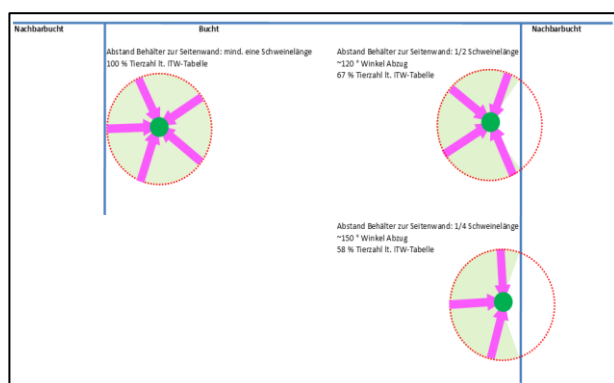 Nachbarbucht
Bucht
Nachbarbucht
Abstand Behälter zur Seitenwand: mind. eine Schweinelänge
100 % Tierzahl lt. ITW-Tabelle
Abstand Behälter zur Seitenwand: 1/2 Schweinelänge
~120 ° Winkel Abzug
67 % Tierzahl lt. ITW-Tabelle
Abstand Behälter zur Seitenwand: 1/4 Schweinelänge
~150 ° Winkel Abzug
58 % Tierzahl lt. ITW-Tabelle